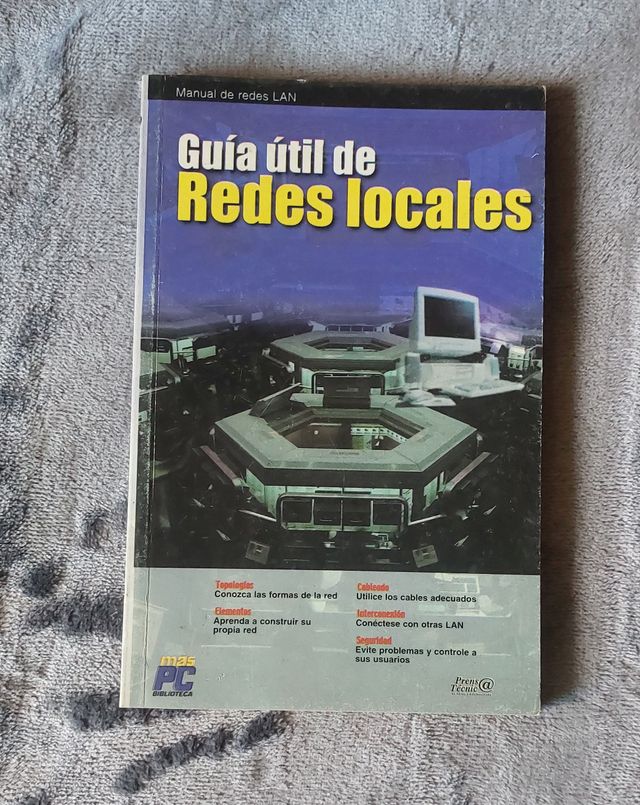 Manual de redes LAN
Guía útil de
Redes locales
Topologías
Conozca las formas de la red
Elementos
Aprenda a construir su
propia red
Cableado
Utilice los cables adecuados
Interconexión
Conéctese con otras LAN
Seguridad
Evite problemas y controle a
sus usuarios
mas
PC
BIBLIOTECA
Prens@
Técnic@